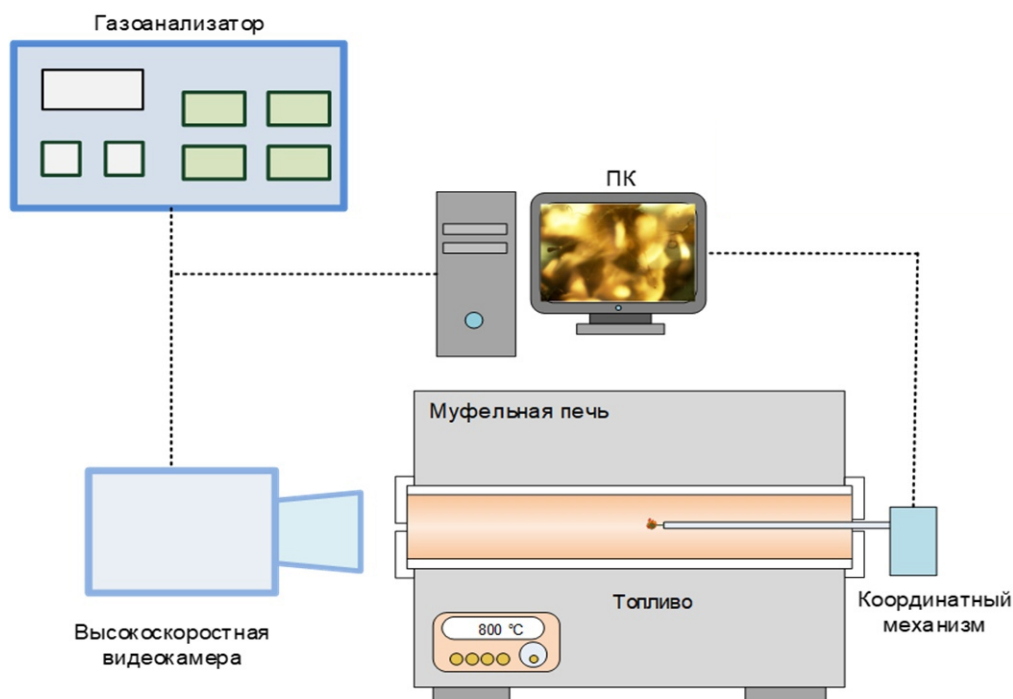 Газоанализатор
ПК
Муфельная печь
Топливо
800 °C
Координатный
механизм
Высокоскоростная
видеокамера